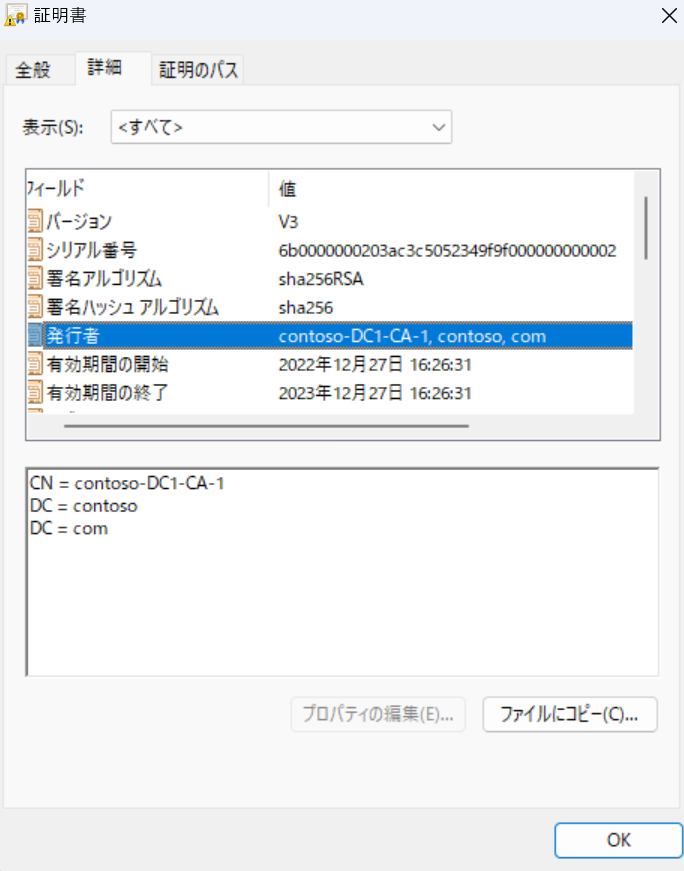 証明書
全般 詳細 証明のパス
表示(S): <すべて>
フィールド 値
バージョン V3
シリアル番号 6b0000000203ac3c5052349f9f000000000002
署名アルゴリズム sha256RSA
署名ハッシュ アルゴリズム sha256
発行者 contoso-DC1-CA-1, contoso, com
有効期間の開始 2022年12月27日 16:26:31
有効期間の終了 2023年12月27日 16:26:31
CN = contoso-DC1-CA-1
DC = contoso
DC = com
プロパティの編集(E)... ファイルにコピー(C)...
OK